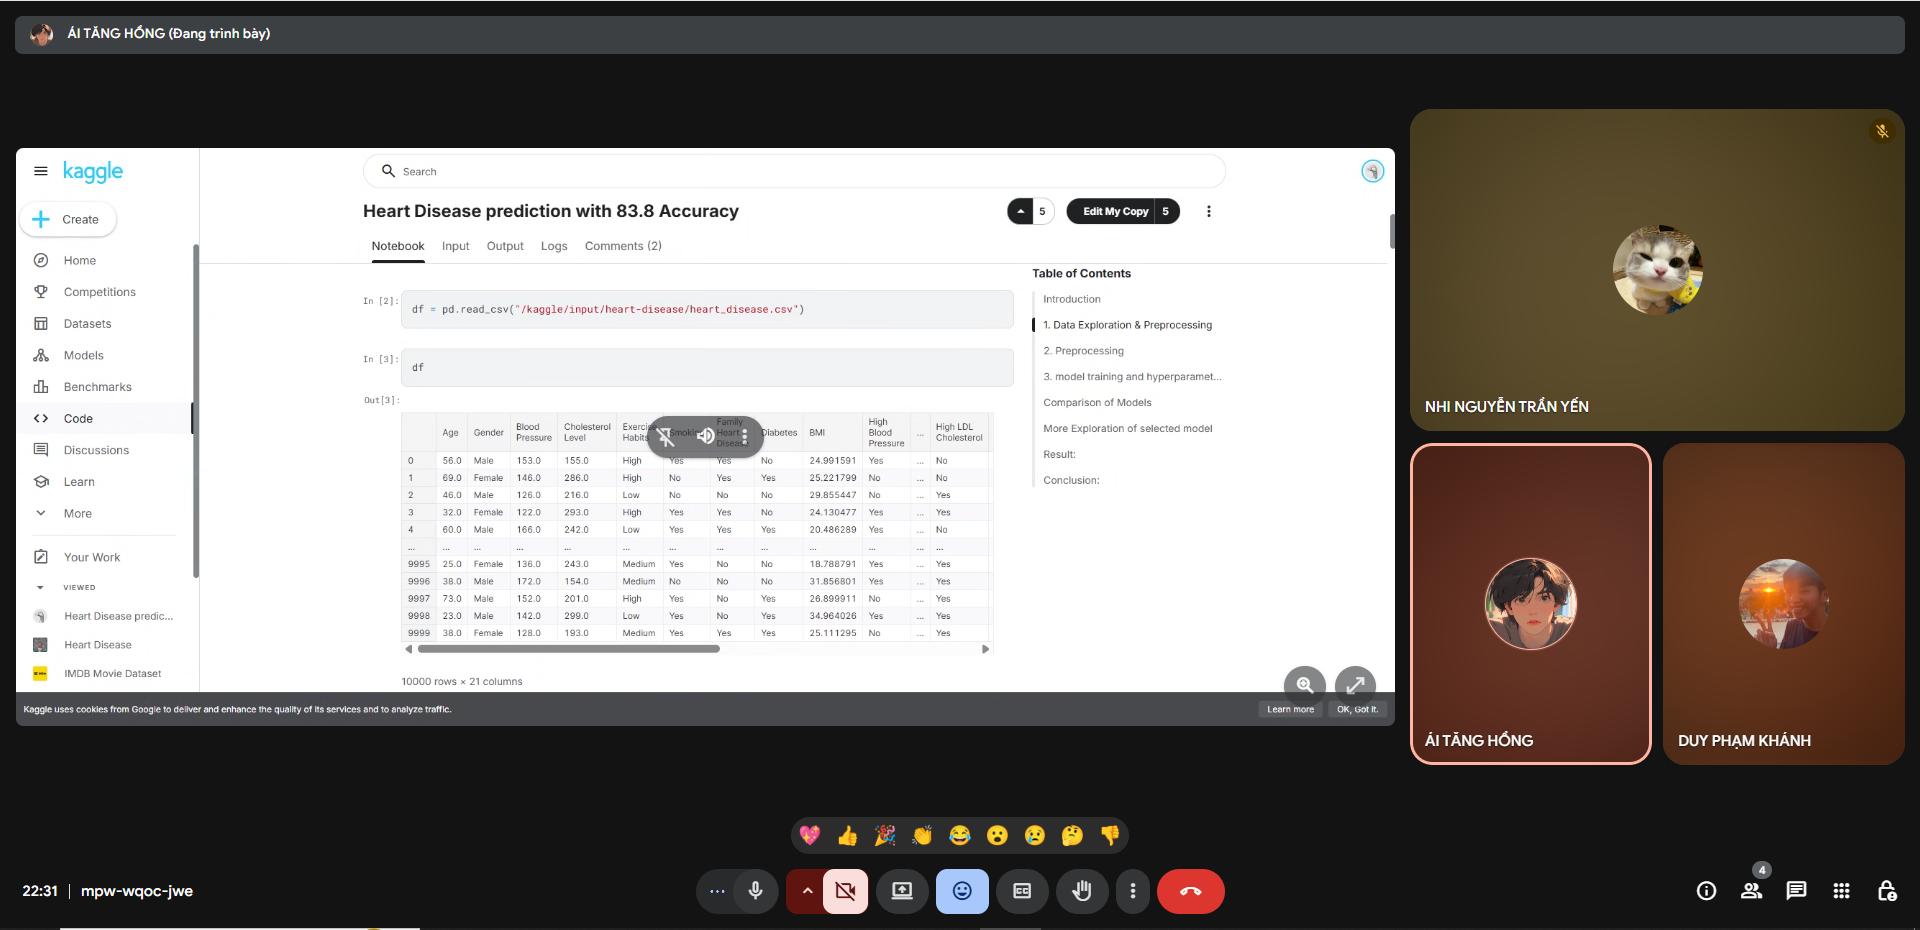 ÁI TĂNG HỒNG (Đang trình bày)
kaggle
Search
Create
Home
Competitions
Datasets
Models
Benchmarks
Code
Discussions
Learn
More
Your Work
VIEWED
Heart Disease predic...
Heart Disease
IMDB Movie Dataset
Heart Disease prediction with 83.8 Accuracy
5
Edit My Copy 5
Notebook Input Output Logs Comments (2)
In [2]: df = pd.read_csv("/kaggle/input/heart-disease/heart_disease.csv")
In [3]: df
Out[3]:
Age Gender Blood Pressure Cholesterol Level Exercise Habits Smoking Family Heart Disease Diabetes BMI High Blood Pressure ... High LDL Cholesterol
0 56.0 Male 153.0 155.0 High Yes Yes No 24.991591 Yes ... No
1 69.0 Female 146.0 286.0 High No Yes Yes 25.221799 No ... No
2 46.0 Male 126.0 216.0 Low No No No 29.855447 No ... Yes
3 32.0 Female 122.0 293.0 High Yes Yes No 24.130477 Yes ... Yes
4 60.0 Male 166.0 242.0 Low Yes Yes Yes 20.486289 Yes ... No
... ... ... ... ... ... ... ... ... ... ... ... ...
9995 25.0 Female 136.0 243.0 Medium Yes No No 18.788791 Yes ... Yes
9996 38.0 Male 172.0 154.0 Medium No No No 31.856801 Yes ... Yes
9997 73.0 Male 152.0 201.0 High Yes No Yes 26.899911 No ... Yes
9998 23.0 Male 142.0 299.0 Low Yes No Yes 34.964026 Yes ... Yes
9999 38.0 Female 128.0 193.0 Medium Yes Yes Yes 25.111295 No ... Yes
10000 rows × 21 columns
Table of Contents
Introduction
1. Data Exploration & Preprocessing
2. Preprocessing
3. model training and hyperparamet...
Comparison of Models
More Exploration of selected model
Result:
Conclusion:
Kaggle uses cookies from Google to deliver and enhance the quality of its services and to analyze traffic.
Learn more
OK, Got it.
NHI NGUYỄN TRẦN YẾN
ÁI TĂNG HỒNG
DUY PHẠM KHÁNH
22:31 | mpw-wqoc-jwe
4